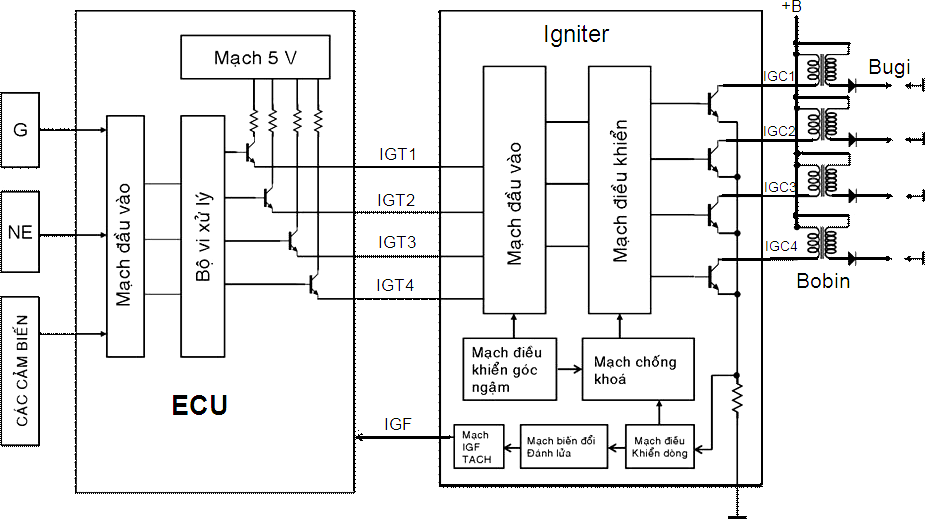 +B
Igniter
Mạch 5 V
Bugi
IGC1
G
IGC2
Mạch đầu vào
Bộ vi xử lý
IGT1
Mạch đầu vào
Mạch điều khiển
IGC3
NE
IGT2
IGT3
IGC4
IGT4
Bobin
CÁC CẢM BIẾN
Mạch điều
khiển góc
ngậm
Mạch chống
khoá
ECU
IGF
Mạch
IGF
TACH
Mạch biên đổi
Đánh lửa
Mạch điều
Khiển dòng